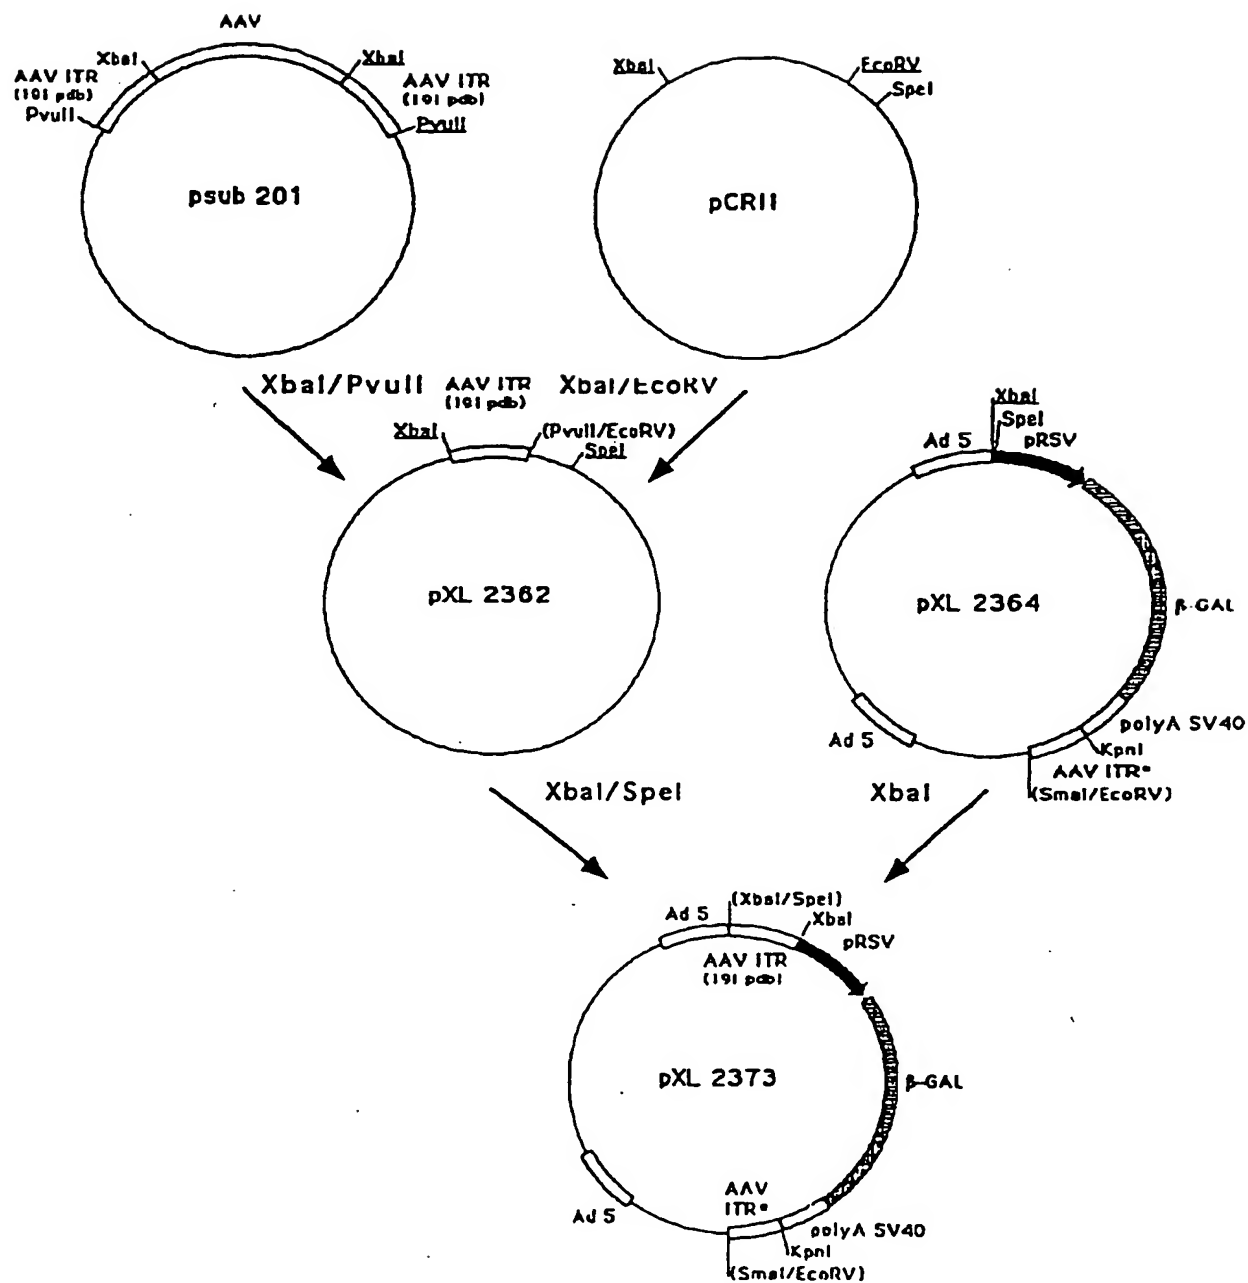 AAV
XbaI
XbaI
AAV ITR
(191 pdb)
AAV ITR
(191 pdb)
PvuII
PvuII
psub 201
XbaI
EcoRV
SpeI
pCRII
XbaI/PvuII
AAV ITR
(191 pdb)
XbaI/EcoRV
XbaI
(PvuII/EcoRV)
SpeI
pXL 2362
XbaI
SpeI
Ad 5
pRSV
pXL 2364
β-GAL
polyA SV40
Ad 5
KpnI
AAV ITR*
(SmaI/EcoRV)
XbaI/SpeI
XbaI
(XbaI/SpeI)
Ad 5
XbaI
pRSV
AAV ITR
(191 pdb)
pXL 2373
β-GAL
AAV
ITR*
Ad 5
polyA SV40
KpnI
(SmaI/EcoRV)